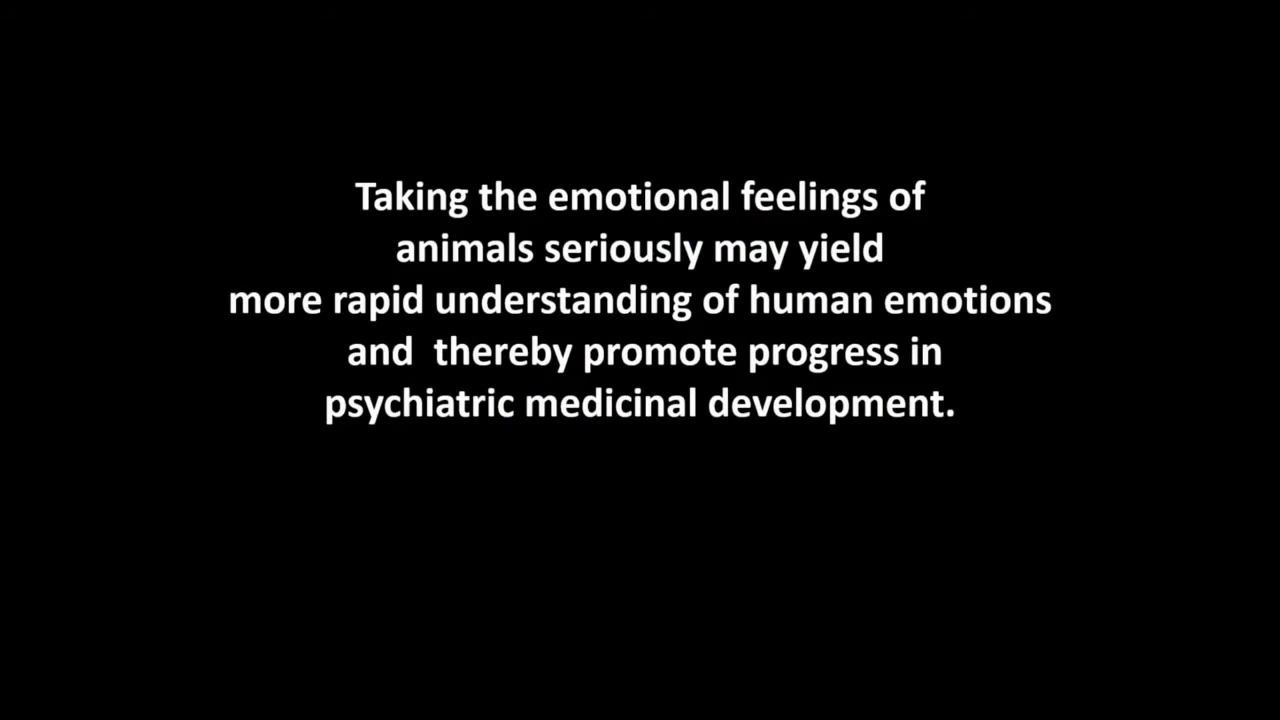 Taking the emotional feelings of
animals seriously may yield
more rapid understanding of human emotions
and  thereby promote progress in
psychiatric medicinal development.